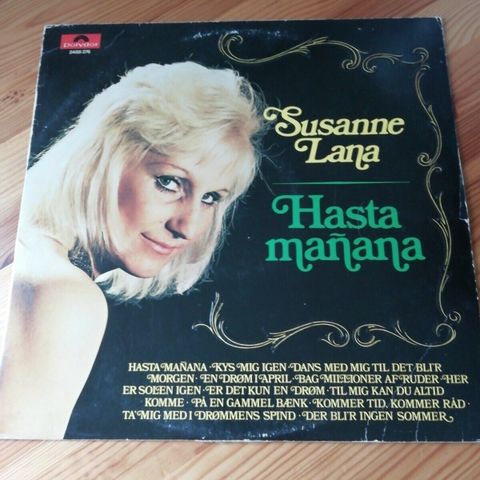 Polydor
2488 276
Susanne
Lana
Hasta
mañana
HASTA MAÑANA · KYS MIG IGEN · DANS MED MIG TIL DET BLI'R
MORGEN · EN DRØM I APRIL · BAG MILLIONER AF RUDER · HER
ER SOLEN IGEN · ER DET KUN EN DRØM · TIL MIG KAN DU ALTID
KOMME · PÅ EN GAMMEL BÆNK · KOMMER TID, KOMMER RÅD ·
TA' MIG MED I DRØMMENS SPIND · DER BLI'R INGEN SOMMER